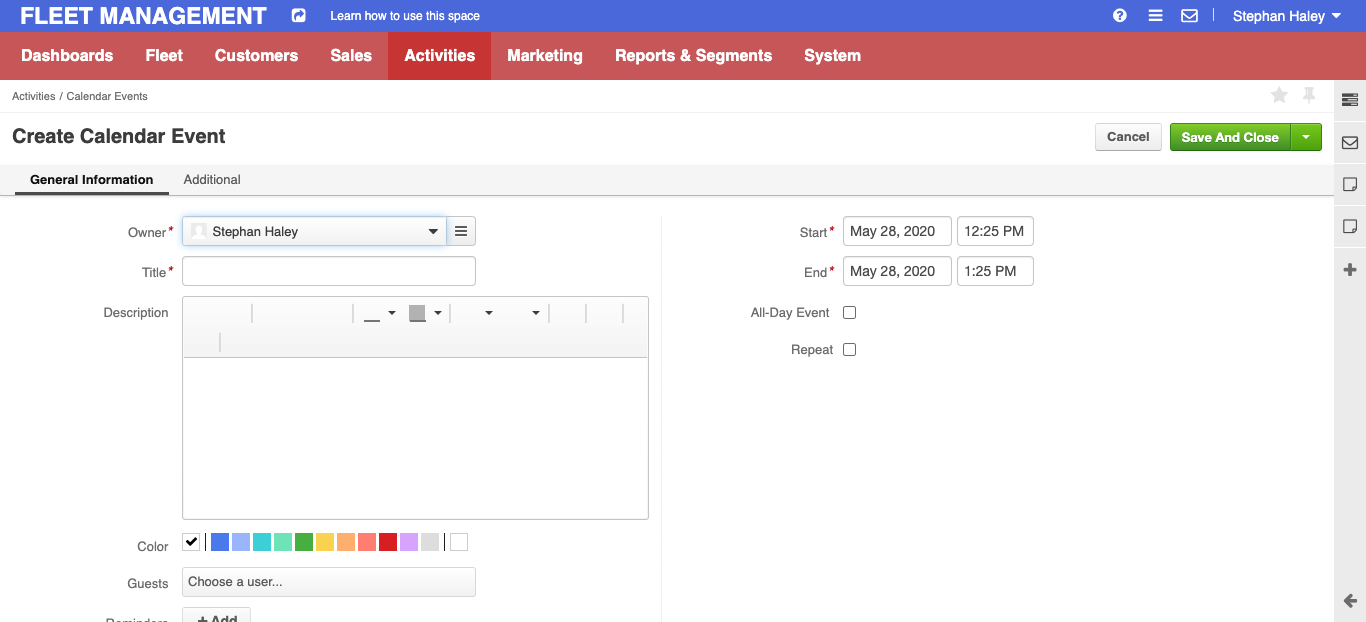 FLEET MANAGEMENT Learn how to use this space Stephan Haley
Dashboards Fleet Customers Sales Activities Marketing Reports & Segments System
Activities / Calendar Events
Create Calendar Event Cancel Save And Close
General Information Additional
Owner* Stephan Haley
Title*
Description
Color
Guests Choose a user...
Reminders + Add
Start* May 28, 2020 12:25 PM
End* May 28, 2020 1:25 PM
All-Day Event
Repeat